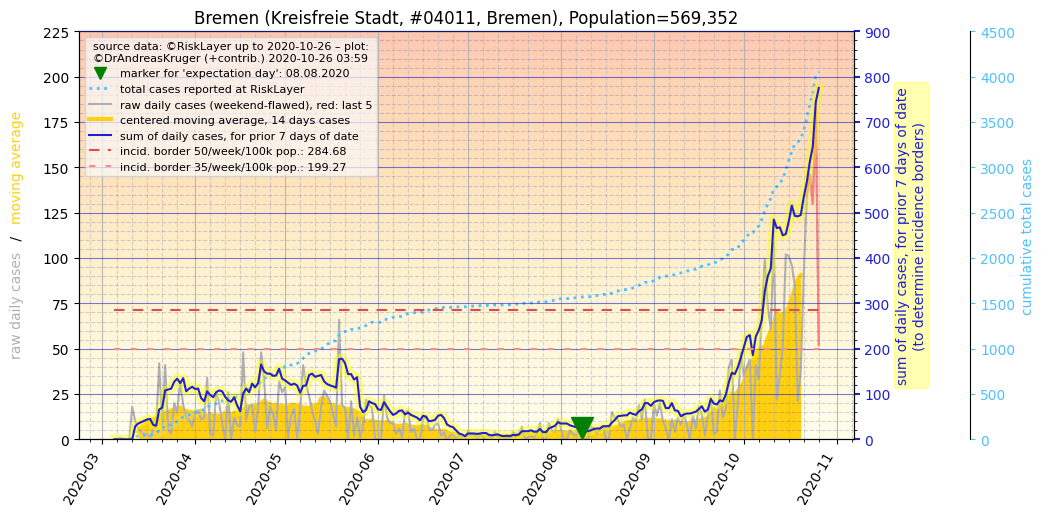 Bremen (Kreisfreie Stadt, #04011, Bremen), Population=569,352
source data: ©RiskLayer up to 2020-10-26 – plot:
©DrAndreasKruger (+contrib.) 2020-10-26 03:59
marker for 'expectation day': 08.08.2020
total cases reported at RiskLayer
raw daily cases (weekend-flawed), red: last 5
centered moving average, 14 days cases
sum of daily cases, for prior 7 days of date
incid. border 50/week/100k pop.: 284.68
incid. border 35/week/100k pop.: 199.27
raw daily cases / moving average
225
200
175
150
125
100
75
50
25
0
900
800
700
600
500
400
300
200
100
0
sum of daily cases, for prior 7 days of date
(to determine incidence borders)
4500
4000
3500
3000
2500
2000
1500
1000
500
0
cumulative total cases
2020-03
2020-04
2020-05
2020-06
2020-07
2020-08
2020-09
2020-10
2020-11